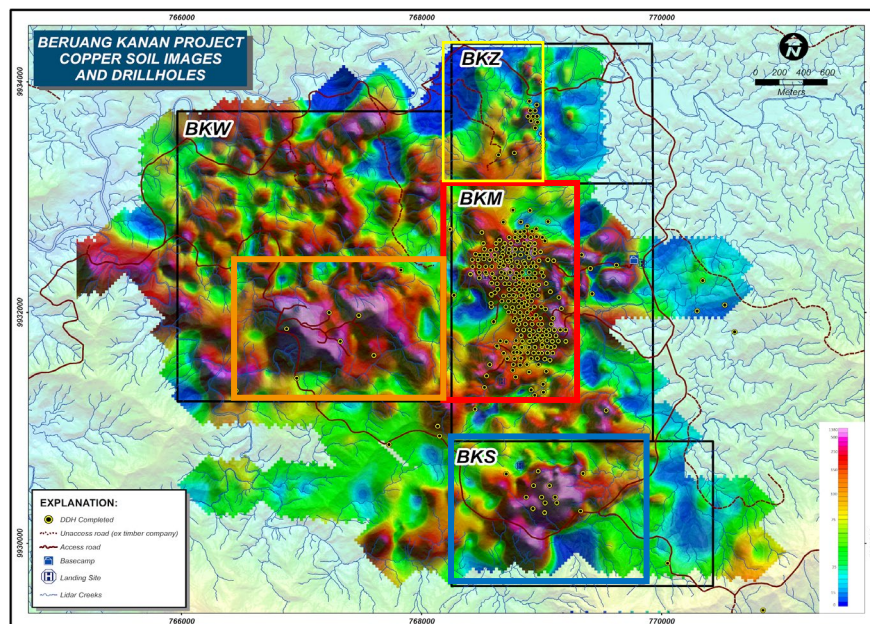 766000 768000 770000
BERUANG KANAN PROJECT
COPPER SOIL IMAGES
AND DRILLHOLES
BKZ
N
0 200 400 600
Meters
9934000
BKW
BKM
9932000
BKS
9930000
EXPLANATION:
DDH Completed
Unaccess road (ex timber company)
Access road
Basecamp
H Landing Site
Lidar Creeks
766000 768000 770000